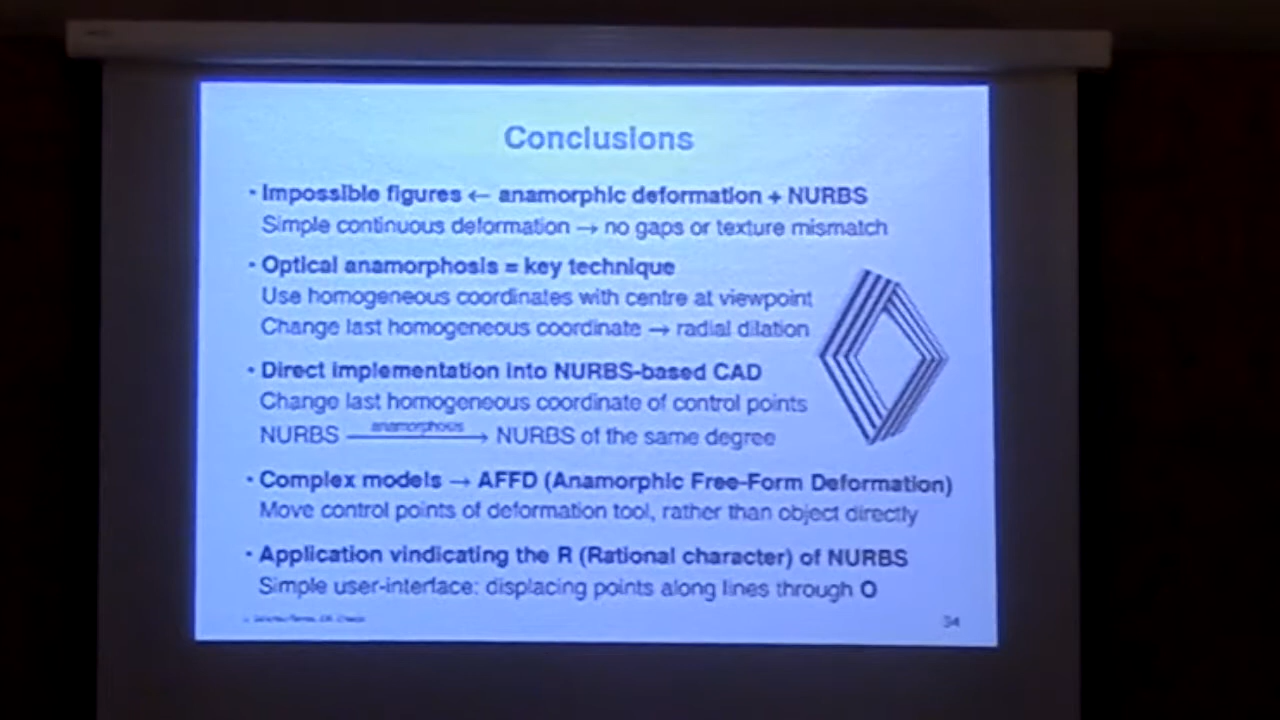 Conclusions
• Impossible figures ← anamorphic deformation + NURBS
Simple continuous deformation → no gaps or texture mismatch
• Optical anamorphosis = key technique
Use homogeneous coordinates with centre at viewpoint
Change last homogeneous coordinate → radial dilation
• Direct implementation into NURBS-based CAD
Change last homogeneous coordinate of control points
anamorphosis
NURBS ⟶ NURBS of the same degree
• Complex models → AFFD (Anamorphic Free-Form Deformation)
Move control points of deformation tool, rather than object directly
• Application vindicating the R (Rational character) of NURBS
Simple user-interface: displacing points along lines through O
34